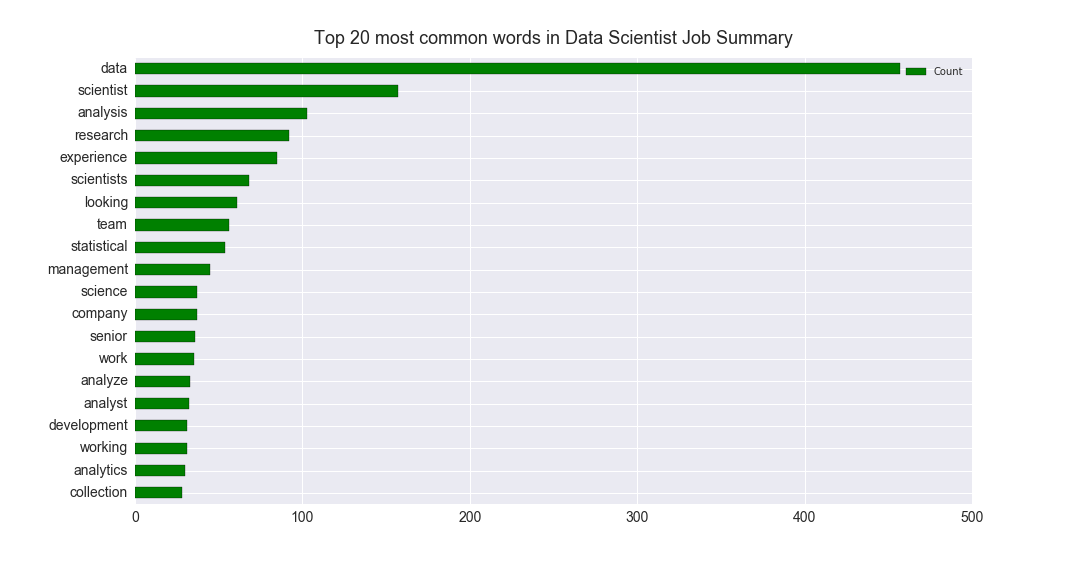 Top 20 most common words in Data Scientist Job Summary
data
Count
scientist
analysis
research
experience
scientists
looking
team
statistical
management
science
company
senior
work
analyze
analyst
development
working
analytics
collection
0 100 200 300 400 500